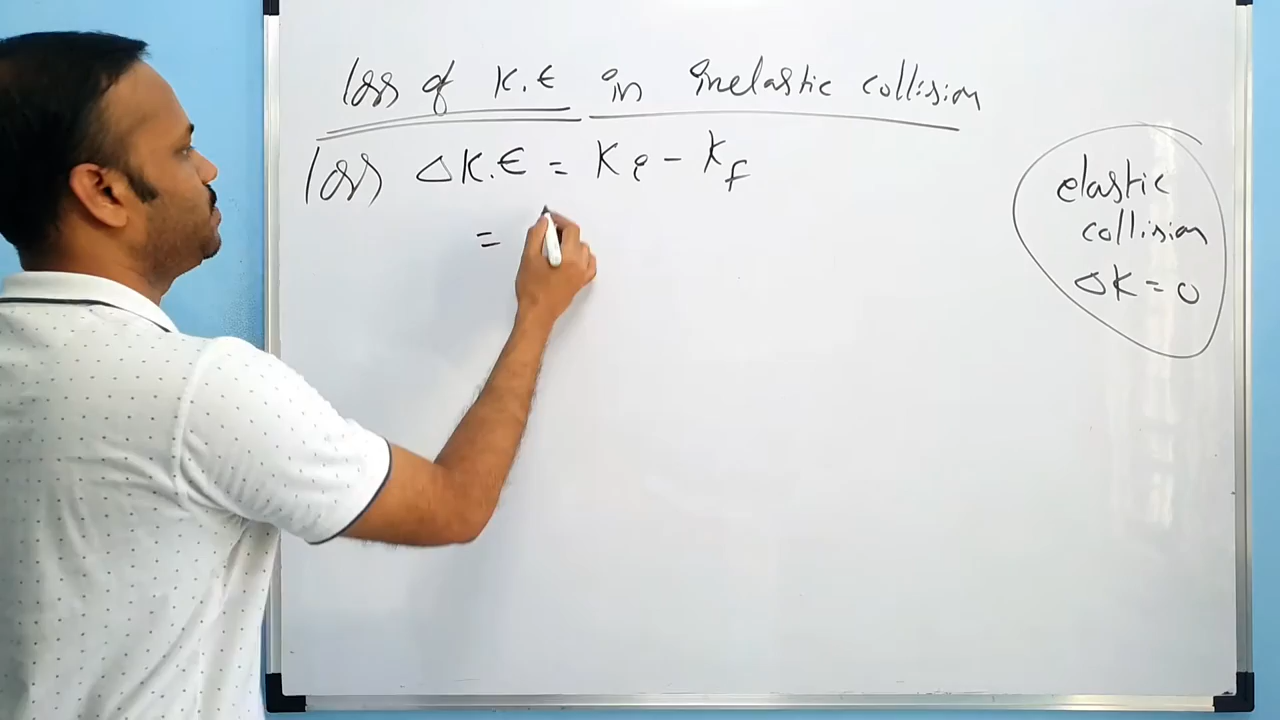 loss of K.E in inelastic collision
loss ΔK.E = Ki - Kf
=
elastic
collision
ΔK = 0